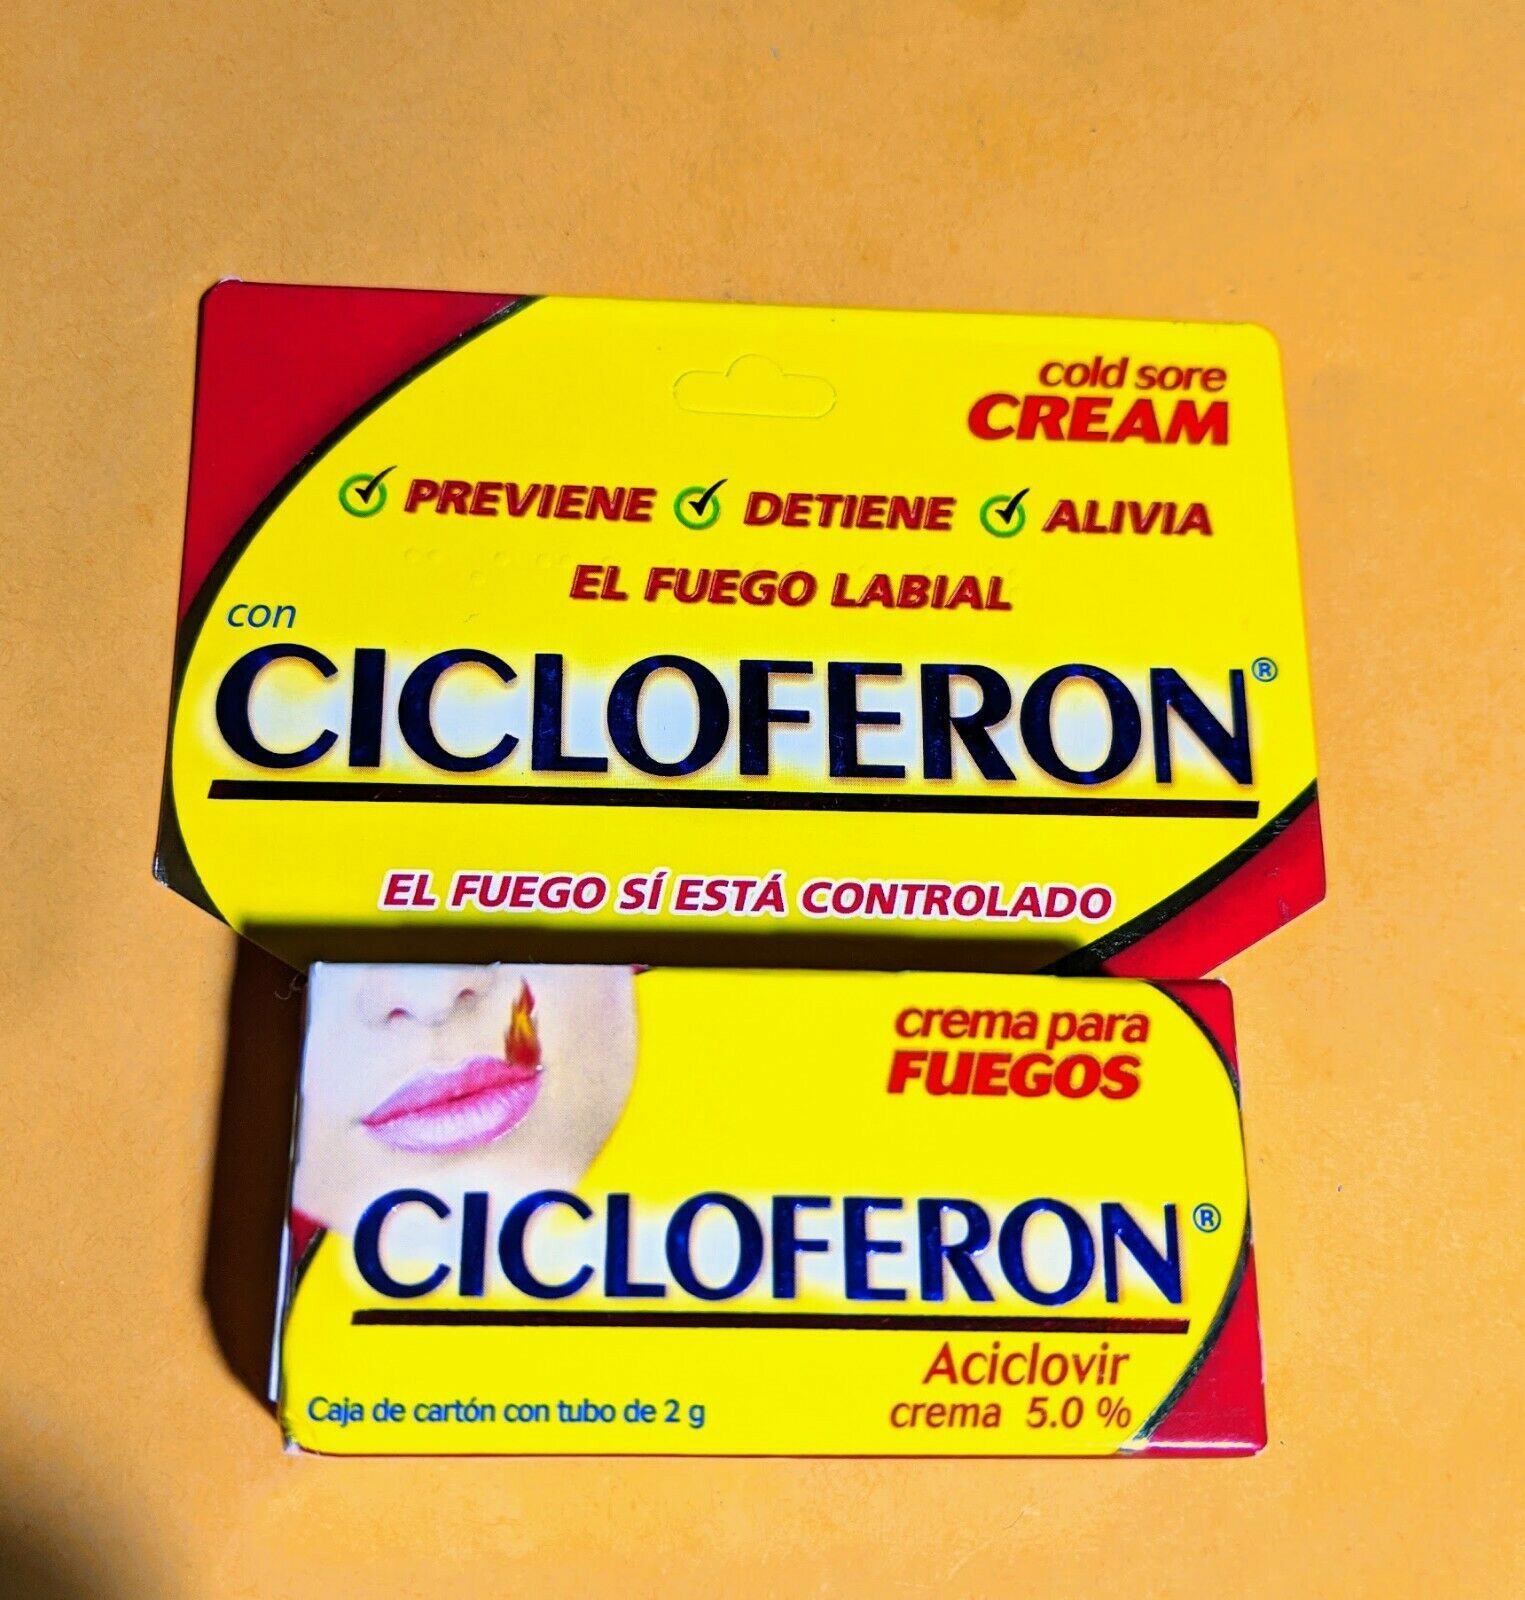 cold sore
CREAM
PREVIENE DETIENE ALIVIA
EL FUEGO LABIAL
con
CICLOFERON®
EL FUEGO SÍ ESTÁ CONTROLADO
crema para
FUEGOS
CICLOFERON®
Aciclovir
Caja de cartón con tubo de 2 g crema 5.0 %